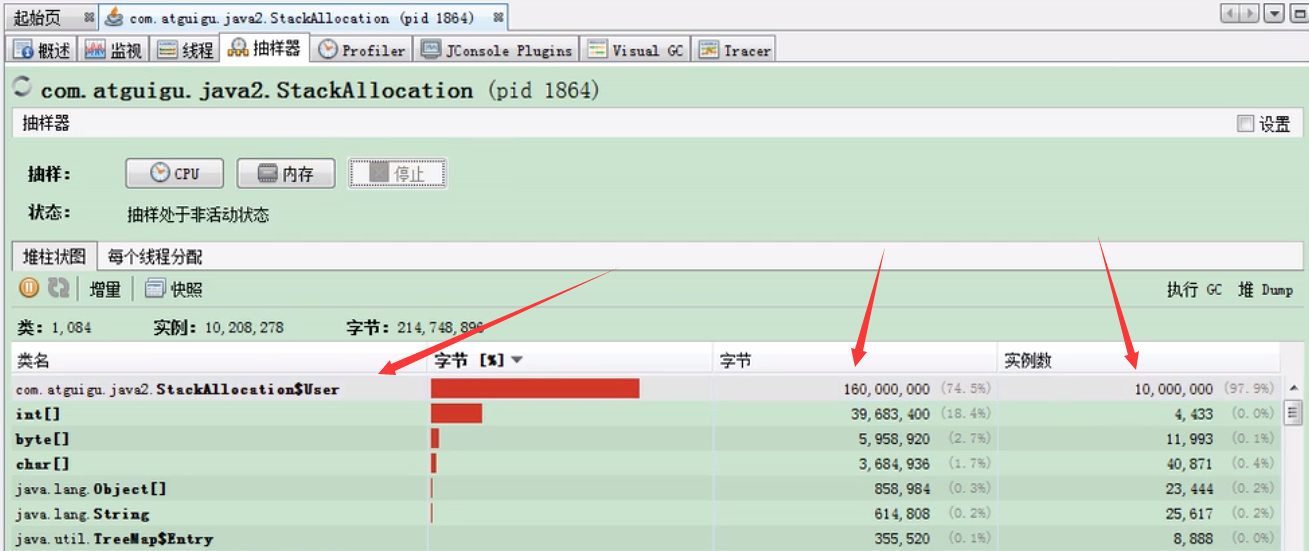 起始页 com.atguigu.java2.StackAllocation (pid 1864)
概述 监视 线程 抽样器 Profiler JConsole Plugins Visual GC Tracer
com.atguigu.java2.StackAllocation (pid 1864)
抽样器 设置
抽样: CPU 内存 停止
状态: 抽样处于非活动状态
堆柱状图 每个线程分配
增量 快照 执行 GC 堆 Dump
类: 1,084 实例: 10,208,278 字节: 214,748,896
类名 字节 [%] 字节 实例数
com.atguigu.java2.StackAllocation$User 160,000,000 (74.5%) 10,000,000 (97.9%)
int[] 39,683,400 (18.4%) 4,433 (0.0%)
byte[] 5,958,920 (2.7%) 11,993 (0.1%)
char[] 3,684,936 (1.7%) 40,871 (0.4%)
java.lang.Object[] 858,984 (0.3%) 23,444 (0.2%)
java.lang.String 614,808 (0.2%) 25,617 (0.2%)
java.util.TreeMap$Entry 355,520 (0.1%) 8,888 (0.0%)